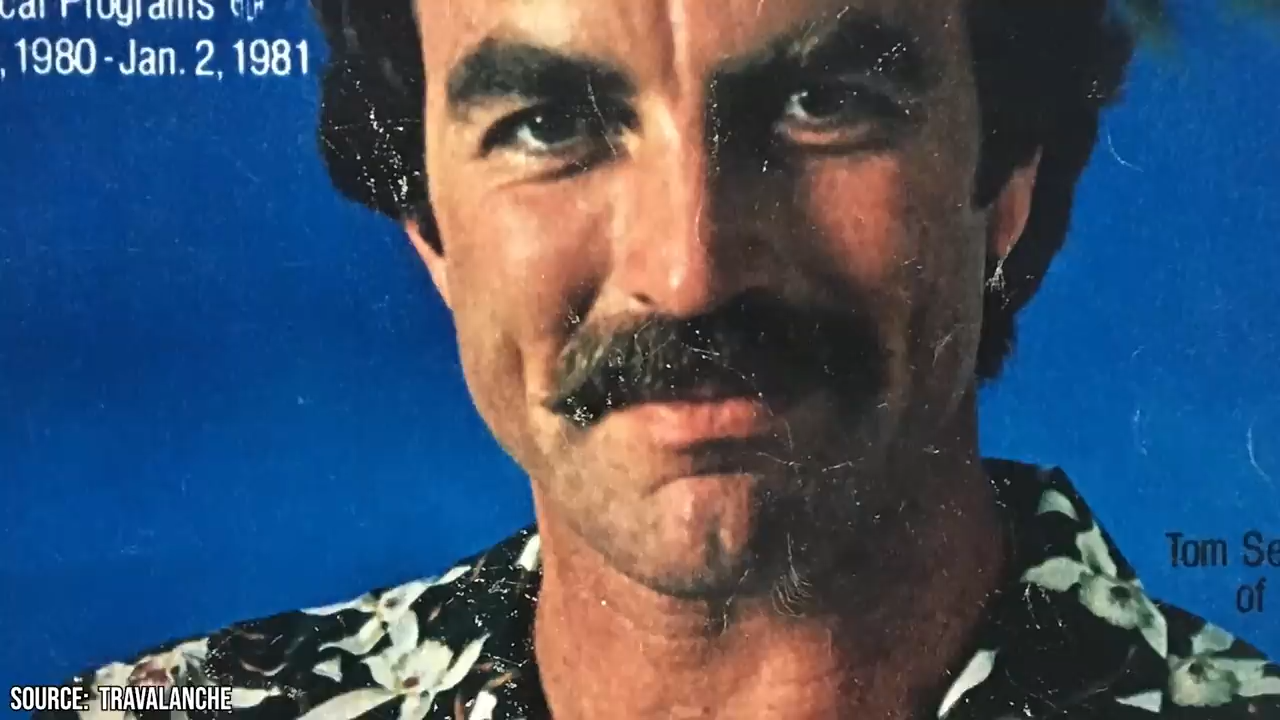 cal Programs
, 1980-Jan. 2, 1981
Tom Se
of
SOURCE: TRAVALANCHE